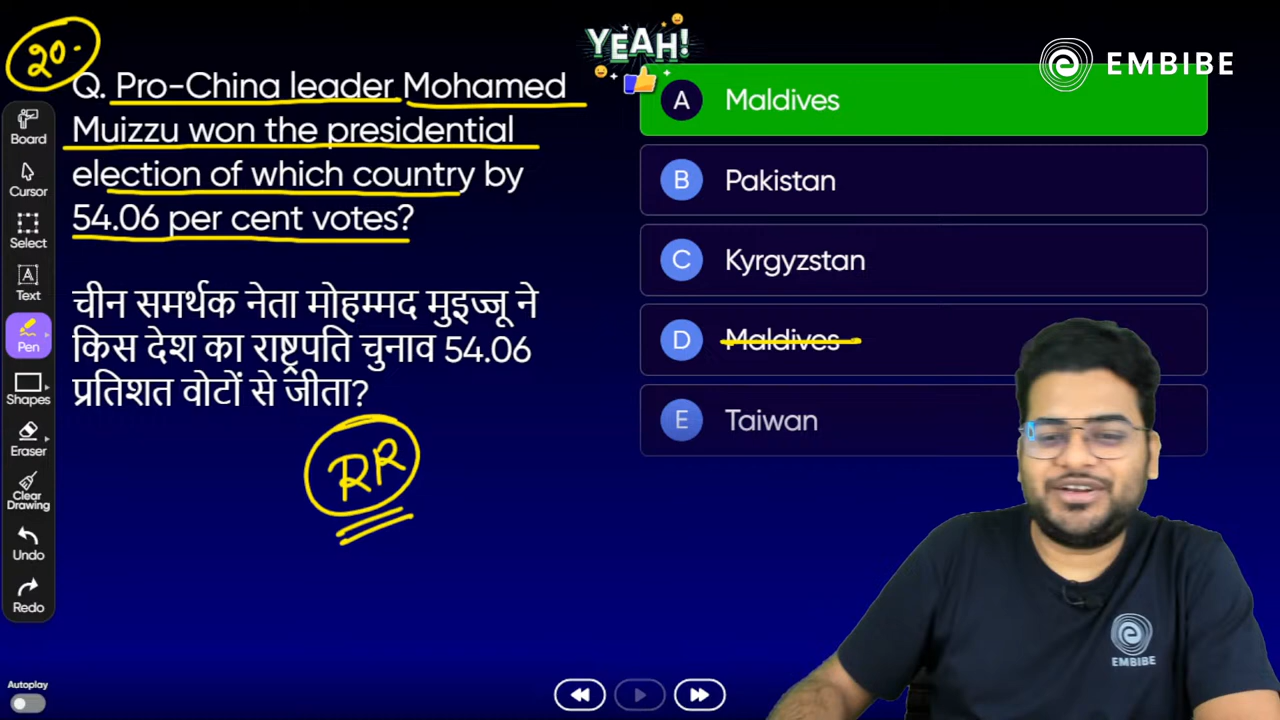 20.
YEAH!
EMBIBE
Q. Pro-China leader Mohamed
Muizzu won the presidential
election of which country by
54.06 per cent votes?
चीन समर्थक नेता मोहम्मद मुइज्जू ने
किस देश का राष्ट्रपति चुनाव 54.06
प्रतिशत वोटों से जीता?
RR
A Maldives
B Pakistan
C Kyrgyzstan
D Maldives
E Taiwan
Board
Cursor
Select
A
Text
Pen
Shapes
Eraser
Clear
Drawing
Undo
Redo
Autoplay
EMBIBE